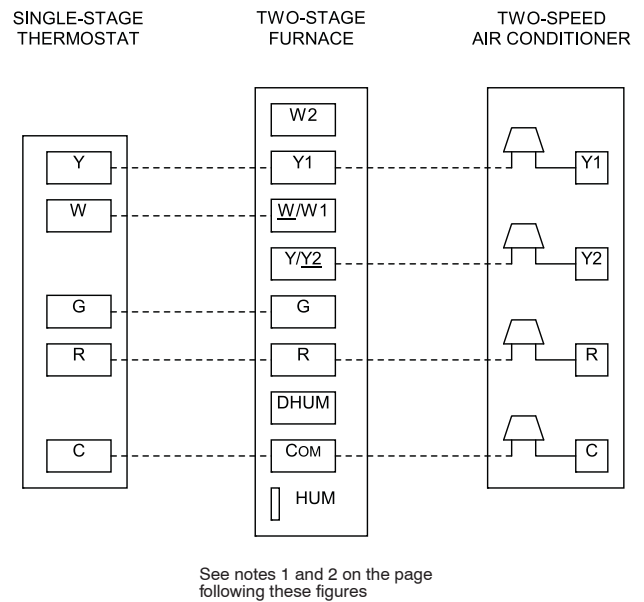 SINGLE-STAGE
THERMOSTAT
TWO-STAGE
FURNACE
TWO-SPEED
AIR CONDITIONER
W2
Y
Y1
Y1
W
W/W1
Y/Y2
Y2
G
G
R
R
R
DHUM
C
COM
C
HUM
See notes 1 and 2 on the page
following these figures